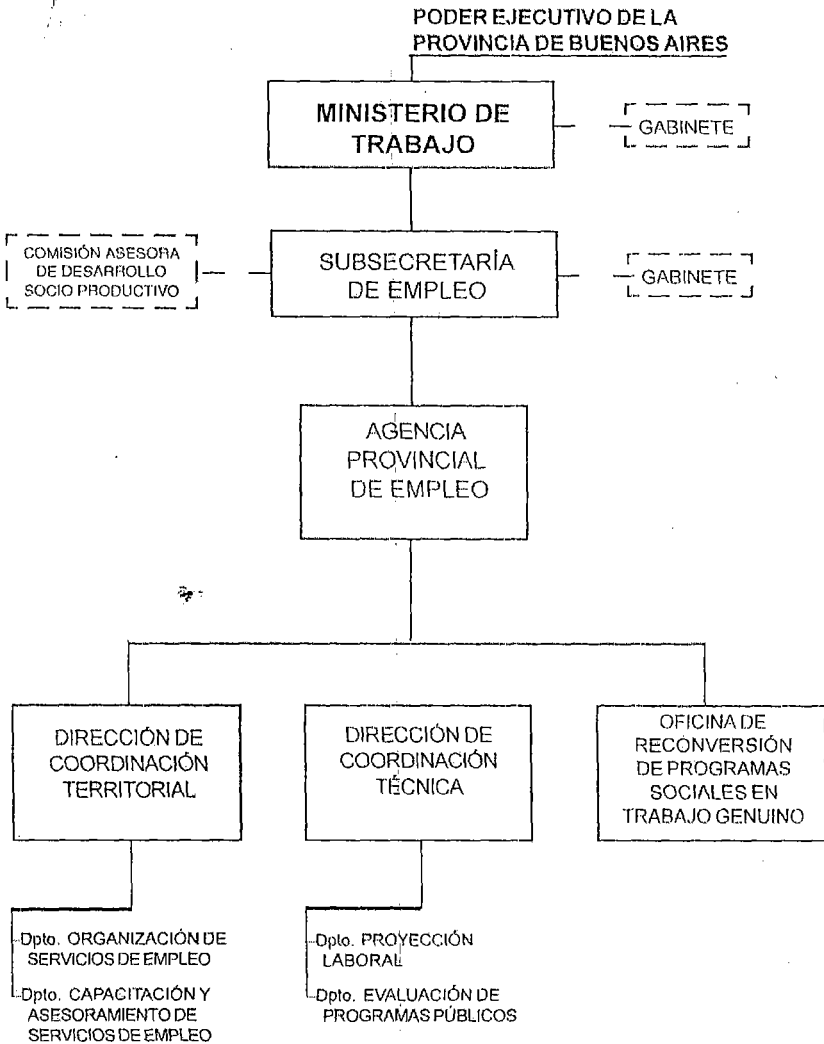 PODER EJECUTIVO DE LA
PROVINCIA DE BUENOS AIRES
MINISTERIO DE
TRABAJO
GABINETE
COMISIÓN ASESORA
DE DESARROLLO
SOCIO PRODUCTIVO
SUBSECRETARÍA
DE EMPLEO
GABINETE
AGENCIA
PROVINCIAL
DE EMPLEO
DIRECCIÓN DE
COORDINACIÓN
TERRITORIAL
DIRECCIÓN DE
COORDINACIÓN
TÉCNICA
OFICINA DE
RECONVERSIÓN
DE PROGRAMAS
SOCIALES EN
TRABAJO GENUINO
Dpto. ORGANIZACIÓN DE
SERVICIOS DE EMPLEO
Dpto. CAPACITACIÓN Y
ASESORAMIENTO DE
SERVICIOS DE EMPLEO
Dpto. PROYECCIÓN
LABORAL
Dpto. EVALUACIÓN DE
PROGRAMAS PÚBLICOS